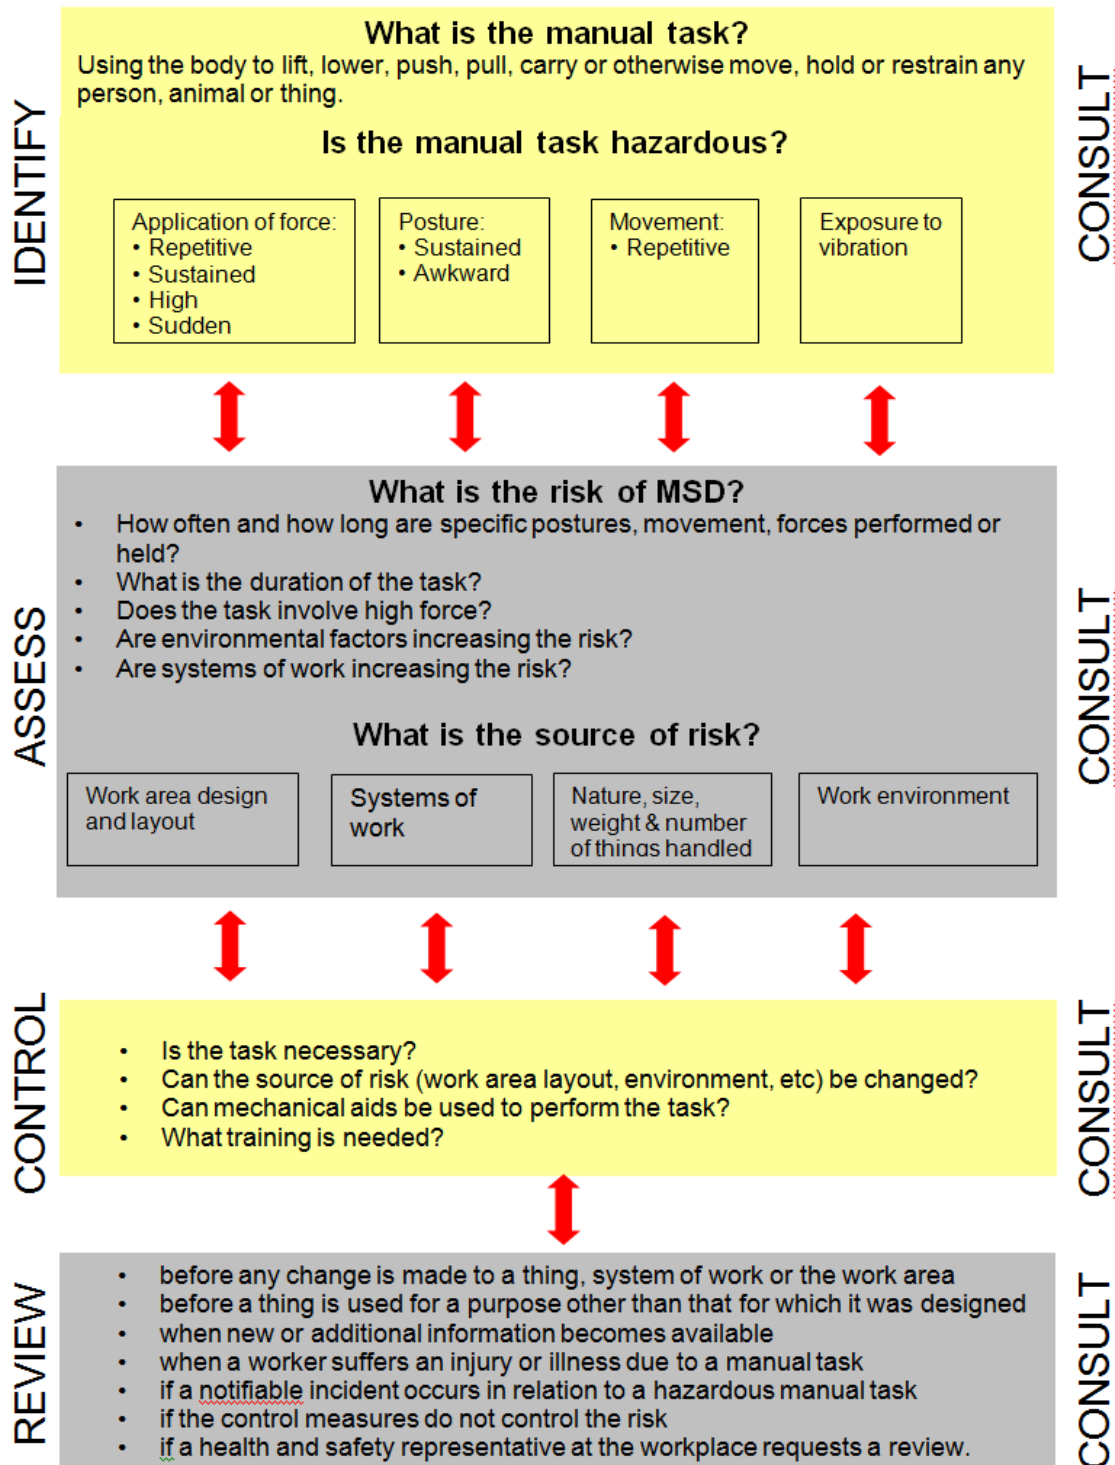 What is the manual task?
Using the body to lift, lower, push, pull, carry or otherwise move, hold or restrain any
person, animal or thing.
IDENTIFY
CONSULT
Is the manual task hazardous?
Application of force:
• Repetitive
• Sustained
• High
• Sudden
Posture:
• Sustained
• Awkward
Movement:
• Repetitive
Exposure to
vibration
What is the risk of MSD?
• How often and how long are specific postures, movement, forces performed or
held?
• What is the duration of the task?
• Does the task involve high force?
• Are environmental factors increasing the risk?
• Are systems of work increasing the risk?
ASSESS
CONSULT
What is the source of risk?
Work area design
and layout
Systems of
work
Nature, size,
weight & number
of things handled
Work environment
CONTROL
CONSULT
• Is the task necessary?
• Can the source of risk (work area layout, environment, etc) be changed?
• Can mechanical aids be used to perform the task?
• What training is needed?
REVIEW
CONSULT
• before any change is made to a thing, system of work or the work area
• before a thing is used for a purpose other than that for which it was designed
• when new or additional information becomes available
• when a worker suffers an injury or illness due to a manual task
• if a notifiable incident occurs in relation to a hazardous manual task
• if the control measures do not control the risk
• if a health and safety representative at the workplace requests a review.